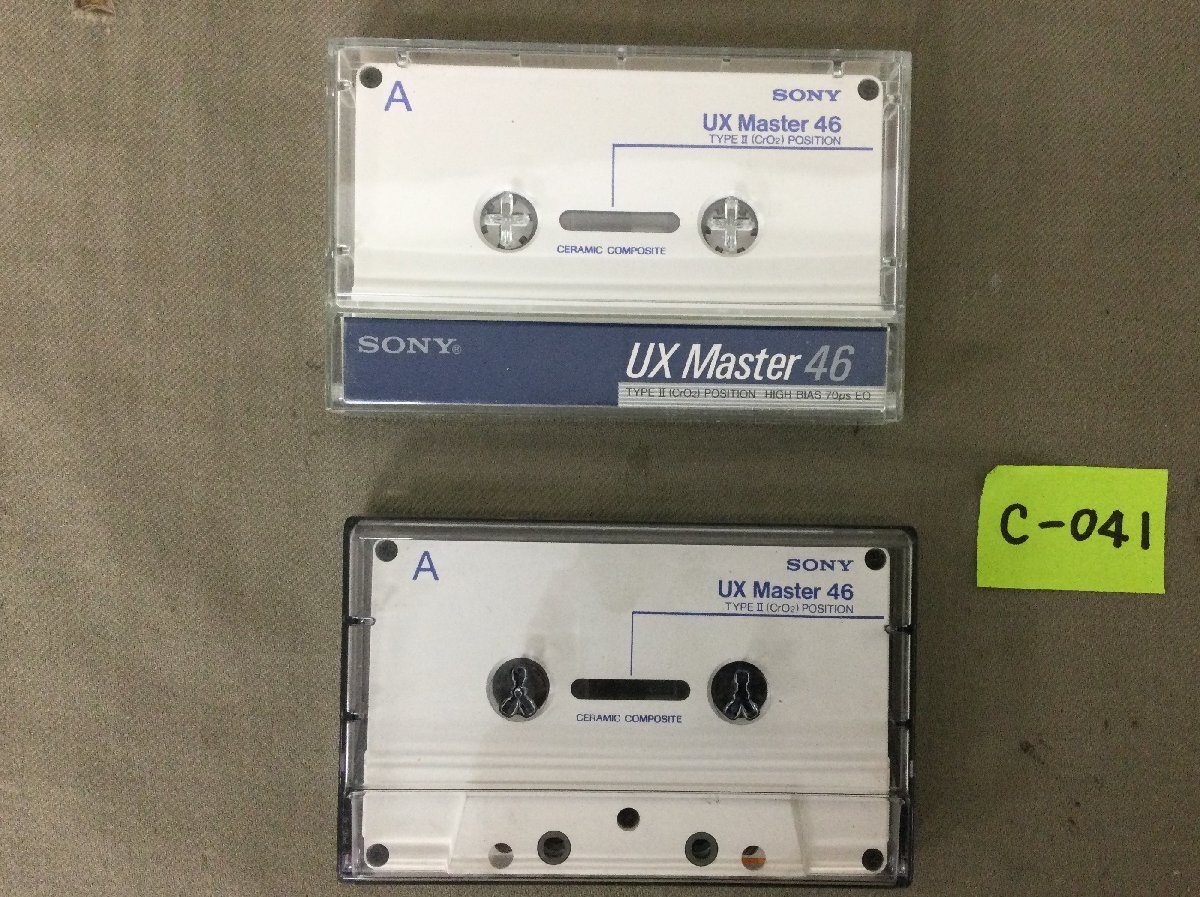 A
SONY
UX Master 46
TYPE II (CrO2) POSITION
CERAMIC COMPOSITE
SONY®
UX Master 46
TYPE II (CrO2) POSITION HIGH BIAS 70μs EQ
C-041
A
SONY
UX Master 46
TYPE II (CrO2) POSITION
CERAMIC COMPOSITE